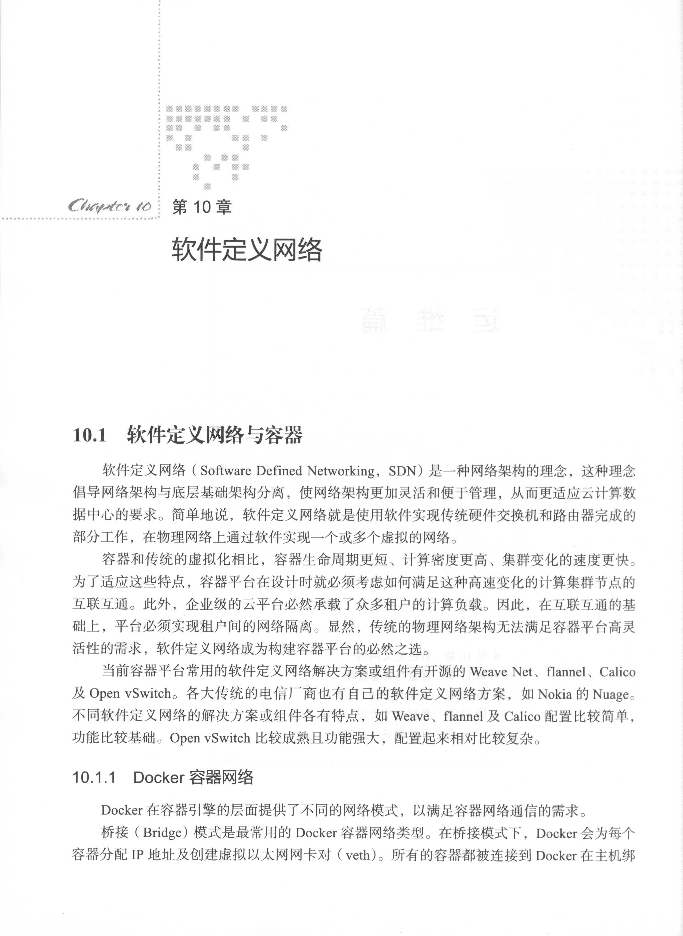 Chapter 10
第 10 章
软件定义网络
10.1 软件定义网络与容器
软件定义网络（Software Defined Networking，SDN）是一种网络架构的理念，这种理念
倡导网络架构与底层基础架构分离，使网络架构更加灵活和便于管理，从而更适应云计算数
据中心的要求。简单地说，软件定义网络就是使用软件实现传统硬件交换机和路由器完成的
部分工作，在物理网络上通过软件实现一个或多个虚拟的网络。
容器和传统的虚拟化相比，容器生命周期更短、计算密度更高、集群变化的速度更快。
为了适应这些特点，容器平台在设计时就必须考虑如何满足这种高速变化的计算集群节点的
互联互通。此外，企业级的云平台必然承载了众多租户的计算负载。因此，在互联互通的基
础上，平台必须实现租户间的网络隔离。显然，传统的物理网络架构无法满足容器平台高灵
活性的需求，软件定义网络成为构建容器平台的必然之选。
当前容器平台常用的软件定义网络解决方案或组件有开源的 Weave Net、flannel、Calico
及 Open vSwitch。各大传统的电信厂商也有自己的软件定义网络方案，如 Nokia 的 Nuage。
不同软件定义网络的解决方案或组件各有特点，如 Weave、flannel 及 Calico 配置比较简单，
功能比较基础。Open vSwitch 比较成熟且功能强大，配置起来相对比较复杂。
10.1.1 Docker 容器网络
Docker 在容器引擎的层面提供了不同的网络模式，以满足容器网络通信的需求。
桥接（Bridge）模式是最常用的 Docker 容器网络类型。在桥接模式下，Docker 会为每个
容器分配 IP 地址及创建虚拟以太网网卡对（veth）。所有的容器都被连接到 Docker 在主机绑